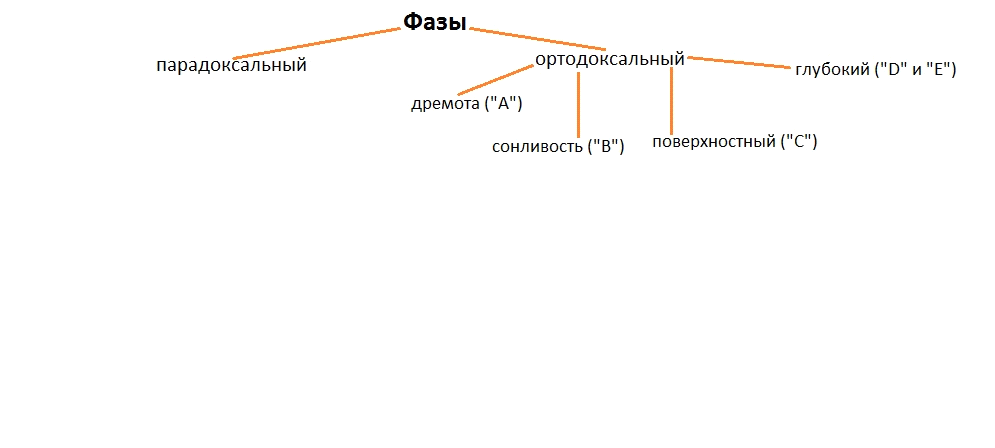 Фазы
парадоксальный
ортодоксальный
глубокий ("D" и "E")
дремота ("A")
сонливость ("B")
поверхностный ("C")